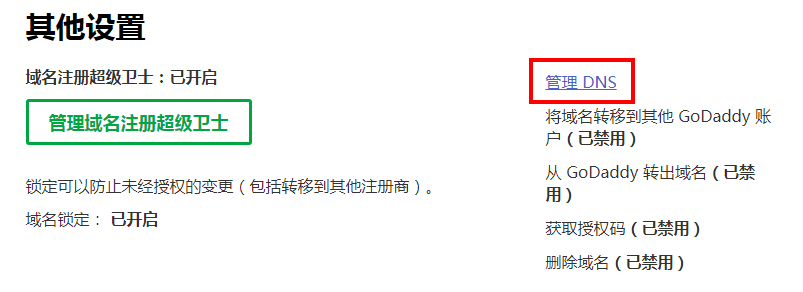 其他设置
域名注册超级卫士：已开启
管理域名注册超级卫士
锁定可以防止未经授权的变更（包括转移到其他注册商）。
域名锁定： 已开启
管理 DNS
将域名转移到其他 GoDaddy 账
户（已禁用）
从 GoDaddy 转出域名（已禁
用）
获取授权码（已禁用）
删除域名（已禁用）